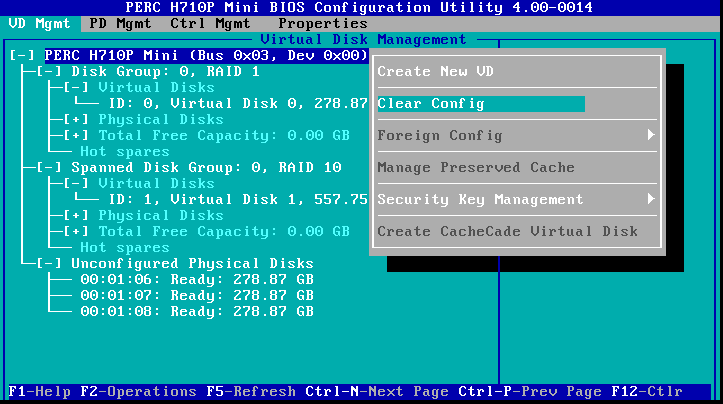 PERC H710P Mini BIOS Configuration Utility 4.00-0014
VD Mgmt PD Mgmt Ctrl Mgmt Properties
Virtual Disk Management
[-] PERC H710P Mini (Bus 0x03, Dev 0x00)
[-] Disk Group: 0, RAID 1
[-] Virtual Disks
ID: 0, Virtual Disk 0, 278.87
[+] Physical Disks
[+] Total Free Capacity: 0.00 GB
Hot spares
[-] Spanned Disk Group: 0, RAID 10
[-] Virtual Disks
ID: 1, Virtual Disk 1, 557.75
[+] Physical Disks
[+] Total Free Capacity: 0.00 GB
Hot spares
[-] Unconfigured Physical Disks
00:01:06: Ready: 278.87 GB
00:01:07: Ready: 278.87 GB
00:01:08: Ready: 278.87 GB
Create New VD
Clear Config
Foreign Config
Manage Preserved Cache
Security Key Management
Create CacheCade Virtual Disk
F1-Help F2-Operations F5-Refresh Ctrl-N-Next Page Ctrl-P-Prev Page F12-Ctlr